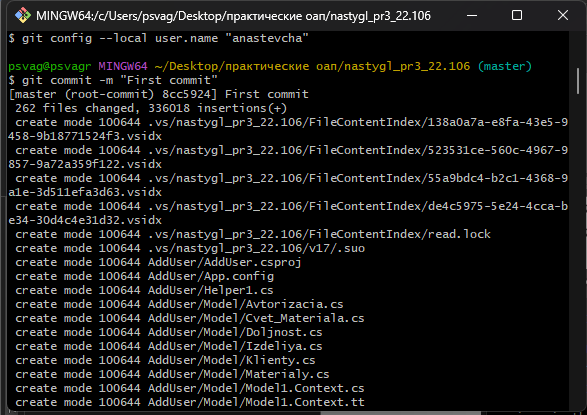 MINGW64:/c/Users/psvag/Desktop/практические оап/nastygl_pr3_22.106
$ git config --local user.name "anastevcha"
psvag@psvagr MINGW64 ~/Desktop/практические оап/nastygl_pr3_22.106 (master)
$ git commit -m "First commit"
[master (root-commit) 8cc5924] First commit
 262 files changed, 336018 insertions(+)
 create mode 100644 .vs/nastygl_pr3_22.106/FileContentIndex/138a0a7a-e8fa-43e5-9
458-9b18771524f3.vsidx
 create mode 100644 .vs/nastygl_pr3_22.106/FileContentIndex/523531ce-560c-4967-9
857-9a72a359f122.vsidx
 create mode 100644 .vs/nastygl_pr3_22.106/FileContentIndex/55a9bdc4-b2c1-4368-9
a1e-3d511efa3d63.vsidx
 create mode 100644 .vs/nastygl_pr3_22.106/FileContentIndex/de4c5975-5e24-4cca-b
e34-30d4c4e31d32.vsidx
 create mode 100644 .vs/nastygl_pr3_22.106/FileContentIndex/read.lock
 create mode 100644 .vs/nastygl_pr3_22.106/v17/.suo
 create mode 100644 AddUser/AddUser.csproj
 create mode 100644 AddUser/App.config
 create mode 100644 AddUser/Helper1.cs
 create mode 100644 AddUser/Model/Avtorizacia.cs
 create mode 100644 AddUser/Model/Cvet_Materiala.cs
 create mode 100644 AddUser/Model/Doljnost.cs
 create mode 100644 AddUser/Model/Izdeliya.cs
 create mode 100644 AddUser/Model/Klienty.cs
 create mode 100644 AddUser/Model/Materialy.cs
 create mode 100644 AddUser/Model/Model1.Context.cs
 create mode 100644 AddUser/Model/Model1.Context.tt